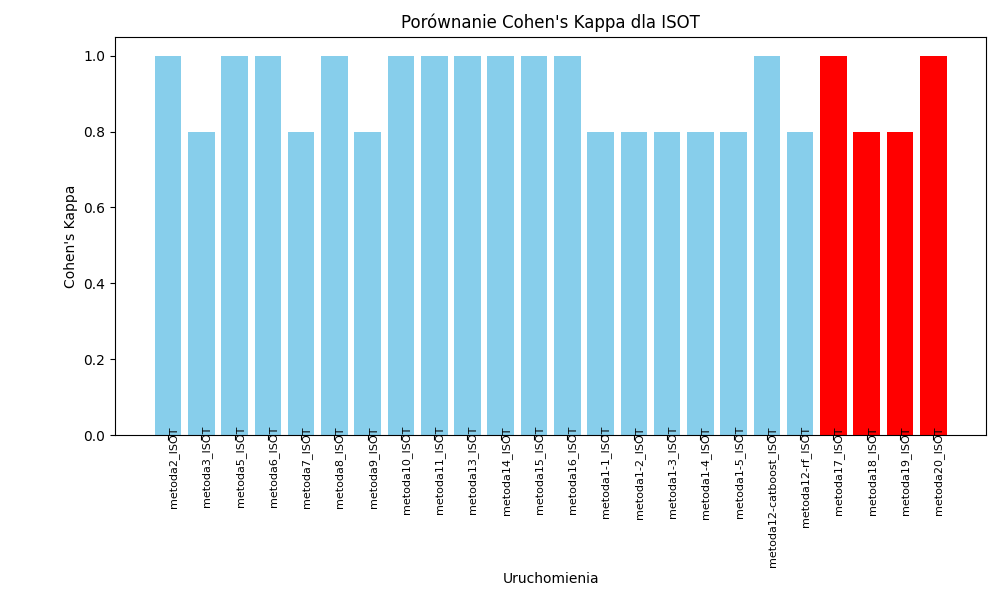 Porównanie Cohen's Kappa dla ISOT
Cohen's Kappa
1.0
0.8
0.6
0.4
0.2
0.0
metoda2_ISOT
metoda3_ISOT
metoda5_ISOT
metoda6_ISOT
metoda7_ISOT
metoda8_ISOT
metoda9_ISOT
metoda10_ISOT
metoda11_ISOT
metoda13_ISOT
metoda14_ISOT
metoda15_ISOT
metoda16_ISOT
metoda1-1_ISOT
metoda1-2_ISOT
metoda1-3_ISOT
metoda1-4_ISOT
metoda1-5_ISOT
metoda12-catboost_ISOT
metoda12-rf_ISOT
metoda17_ISOT
metoda18_ISOT
metoda19_ISOT
metoda20_ISOT
Uruchomienia